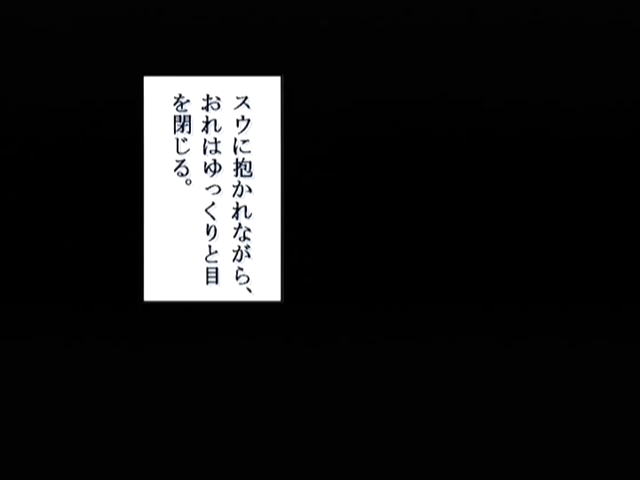 スウに抱かれながら、
おれはゆっくりと目
を閉じる。